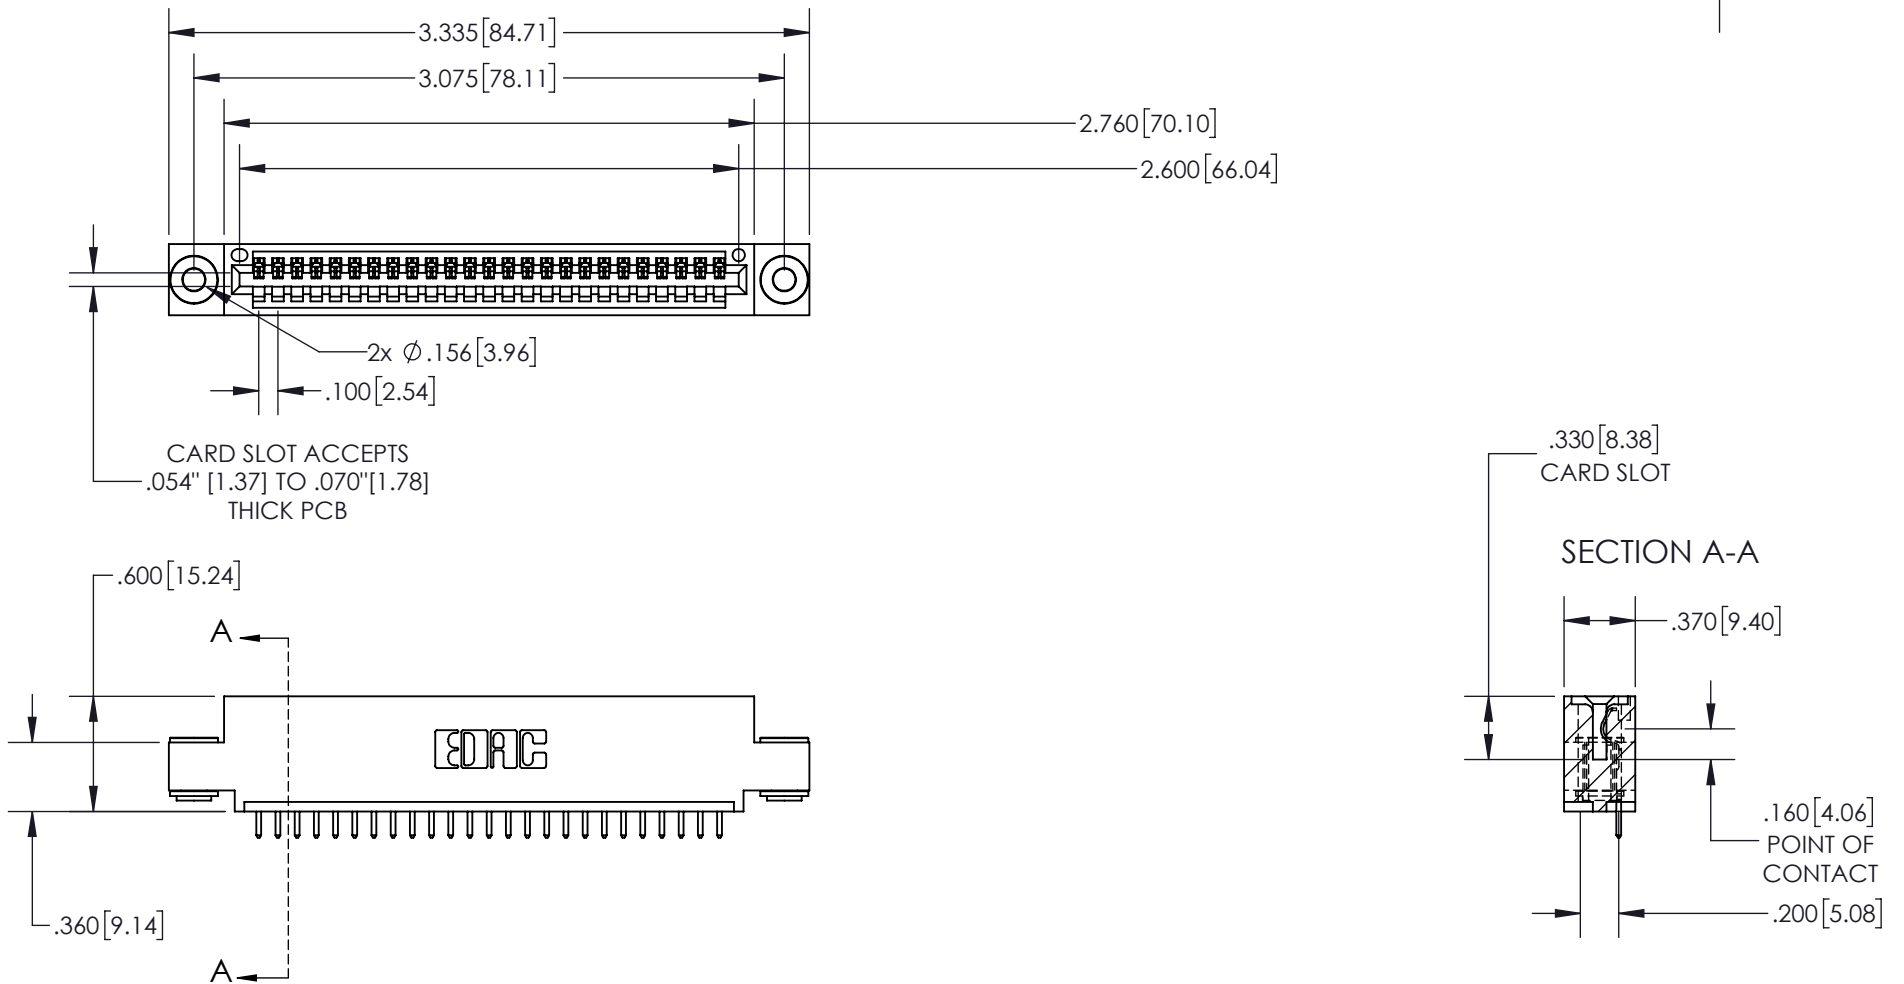 3.335[84.71]
3.075[78.11]
2.760[70.10]
2.600[66.04]
2x Ø.156[3.96]
.100[2.54]
CARD SLOT ACCEPTS
.054" [1.37] TO .070"[1.78]
THICK PCB
.330[8.38]
CARD SLOT
SECTION A-A
.600[15.24]
A
.370[9.40]
EDAC
.160[4.06]
POINT OF
CONTACT
.200[5.08]
.360[9.14]
A